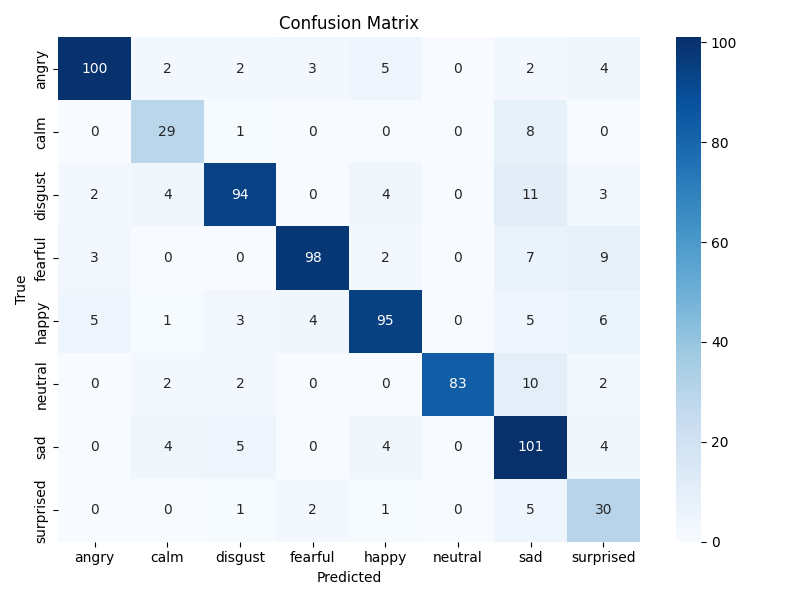 Confusion Matrix
angry 100 2 2 3 5 0 2 4
calm 0 29 1 0 0 0 8 0
disgust 2 4 94 0 4 0 11 3
fearful 3 0 0 98 2 0 7 9
happy 5 1 3 4 95 0 5 6
neutral 0 2 2 0 0 83 10 2
sad 0 4 5 0 4 0 101 4
surprised 0 0 1 2 1 0 5 30
angry calm disgust fearful happy neutral sad surprised
Predicted
True
100
80
60
40
20
0